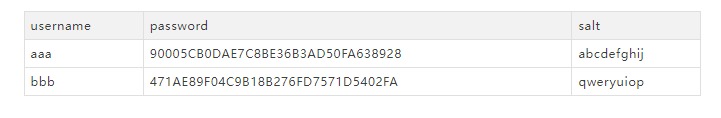 username password salt
aaa 90005CB0DAE7C8BE36B3AD50FA638928 abcdefghij
bbb 471AE89F04C9B18B276FD7571D5402FA qweryuiop